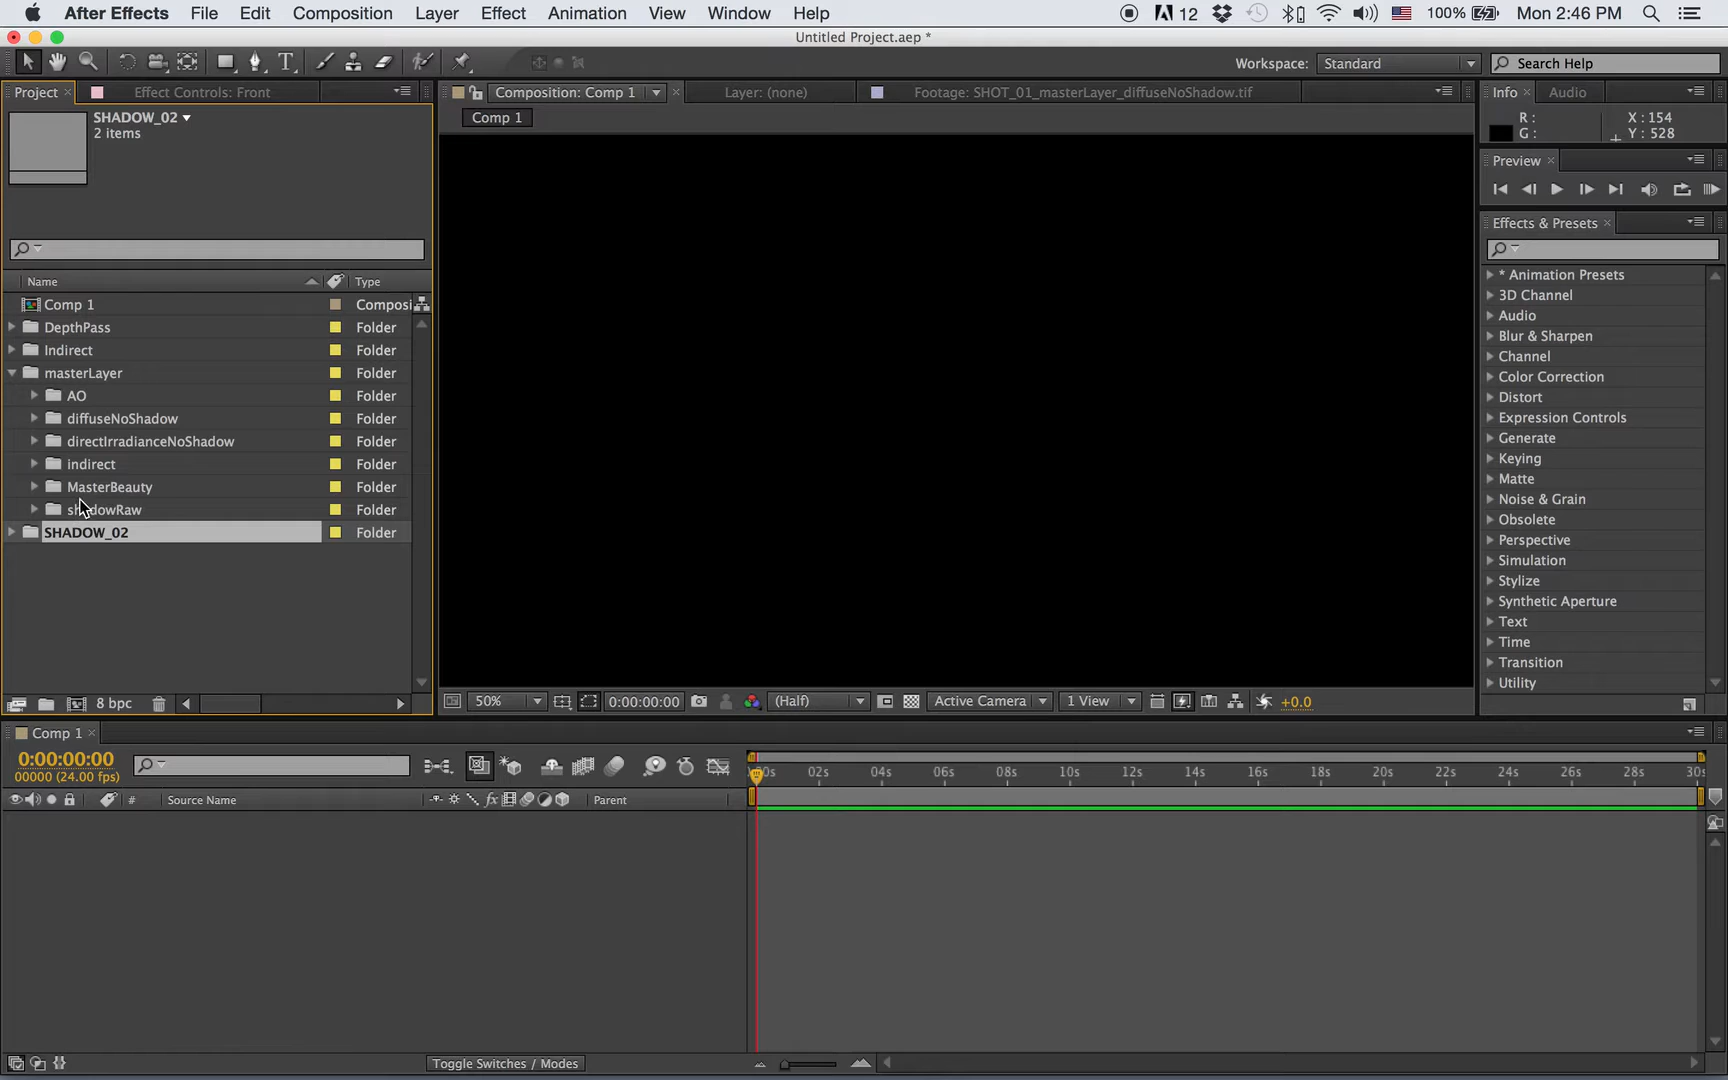 After Effects File Edit Composition Layer Effect Animation View Window Help 12 100% Mon 2:46 PM
Untitled Project.aep *
Workspace: Standard Search Help
Project Effect Controls: Front Composition: Comp 1 Layer: (none) Footage: SHOT_01_masterLayer_diffuseNoShadow.tif Info Audio
SHADOW_02
2 items
Comp 1
R : X : 154
G : Y : 528
Preview
Effects & Presets
Name Type
Comp 1 Composi
DepthPass Folder
Indirect Folder
masterLayer Folder
AO Folder
diffuseNoShadow Folder
directIrradianceNoShadow Folder
indirect Folder
MasterBeauty Folder
shadowRaw Folder
SHADOW_02 Folder
* Animation Presets
3D Channel
Audio
Blur & Sharpen
Channel
Color Correction
Distort
Expression Controls
Generate
Keying
Matte
Noise & Grain
Obsolete
Perspective
Simulation
Stylize
Synthetic Aperture
Text
Time
Transition
Utility
8 bpc 50% 0:00:00:00 (Half) Active Camera 1 View +0.0
Comp 1
0:00:00:00
00000 (24.00 fps)
00s 02s 04s 06s 08s 10s 12s 14s 16s 18s 20s 22s 24s 26s 28s 30s
# Source Name fx Parent
Toggle Switches / Modes